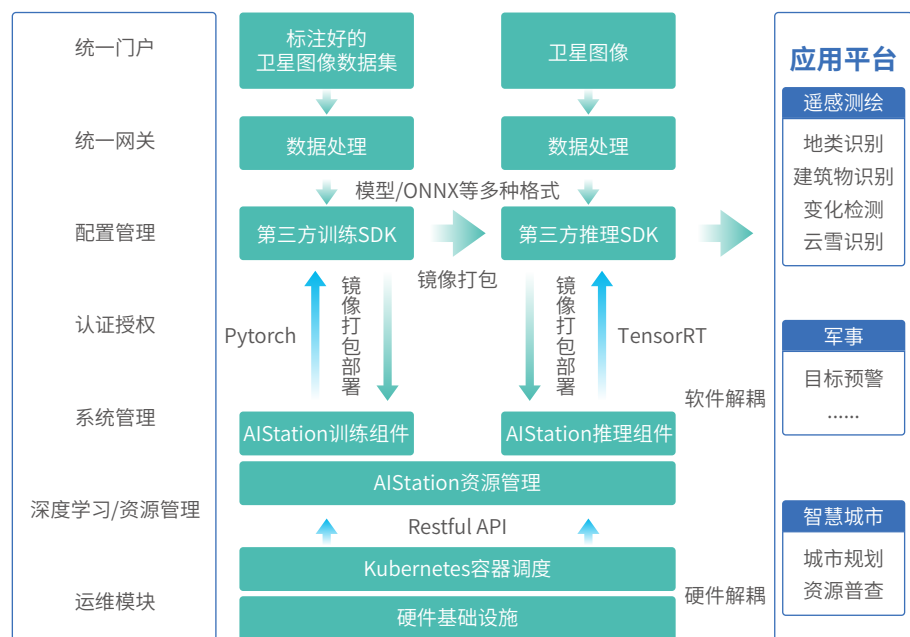 统一门户
统一网关
配置管理
认证授权
系统管理
深度学习/资源管理
运维模块
标注好的
卫星图像数据集
卫星图像
数据处理
数据处理
模型/ONNX等多种格式
第三方训练SDK
第三方推理SDK
镜像打包
Pytorch
镜像打包部署
镜像打包部署
TensorRT
软件解耦
AIStation训练组件
AIStation推理组件
AIStation资源管理
Restful API
Kubernetes容器调度
硬件基础设施
硬件解耦
应用平台
遥感测绘
地类识别
建筑物识别
变化检测
云雪识别
军事
目标预警
......
智慧城市
城市规划
资源普查